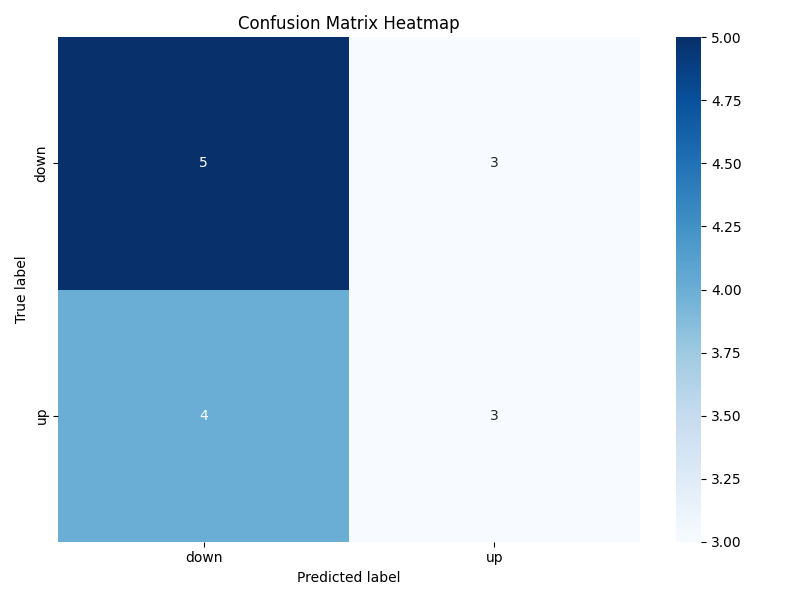 Confusion Matrix Heatmap
True label
down
up
5
3
4
3
down
up
Predicted label
5.00
4.75
4.50
4.25
4.00
3.75
3.50
3.25
3.00